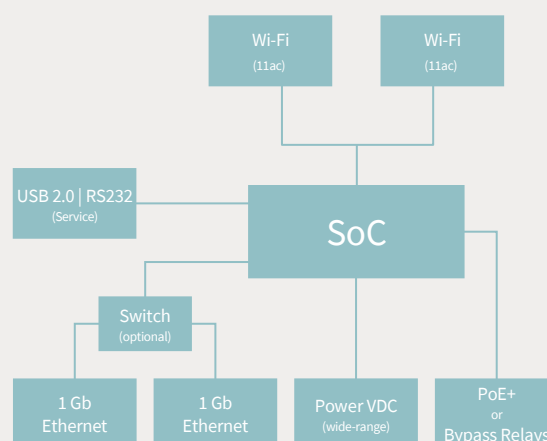 Wi-Fi
(11ac)
Wi-Fi
(11ac)
USB 2.0 | RS232
(Service)
SoC
Switch
(optional)
1 Gb
Ethernet
1 Gb
Ethernet
Power VDC
(wide-range)
PoE+
or
Bypass Relays